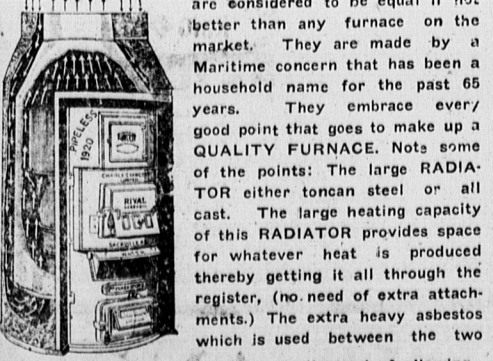 are considered to be equal if not
better than any furnace on the
market. They are made by a
Maritime concern that has been a
household name for the past 65
years. They embrace every
good point that goes to make up a
QUALITY FURNACE. Note some
of the points: The large RADIA-
TOR either toncan steel or all
cast. The large heating capacity
of this RADIATOR provides space
for whatever heat is produced
thereby getting it all through the
register, (no need of extra attach-
ments.) The extra heavy asbestos
which is used between the two
PIPELESS
1920
RIVAL